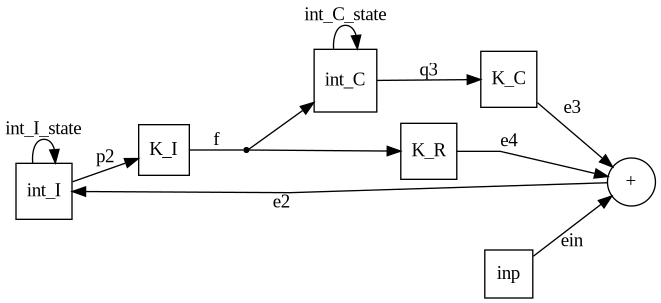 int_C_state
int_C
q3
K_C
e3
int_I_state
int_I
p2
K_I
f
K_R
e4
+
e2
ein
inp